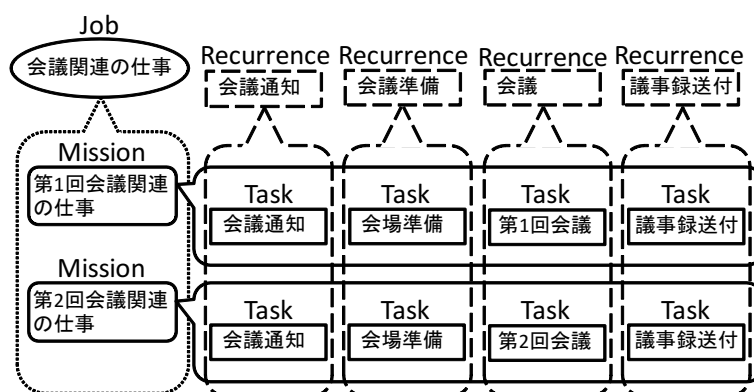 Job
会議関連の仕事
Recurrence Recurrence Recurrence Recurrence
会議通知 会議準備 会議 議事録送付
Mission
第1回会議関連
の仕事
Task Task Task Task
会議通知 会場準備 第1回会議 議事録送付
Mission
第2回会議関連
の仕事
Task Task Task Task
会議通知 会場準備 第2回会議 議事録送付